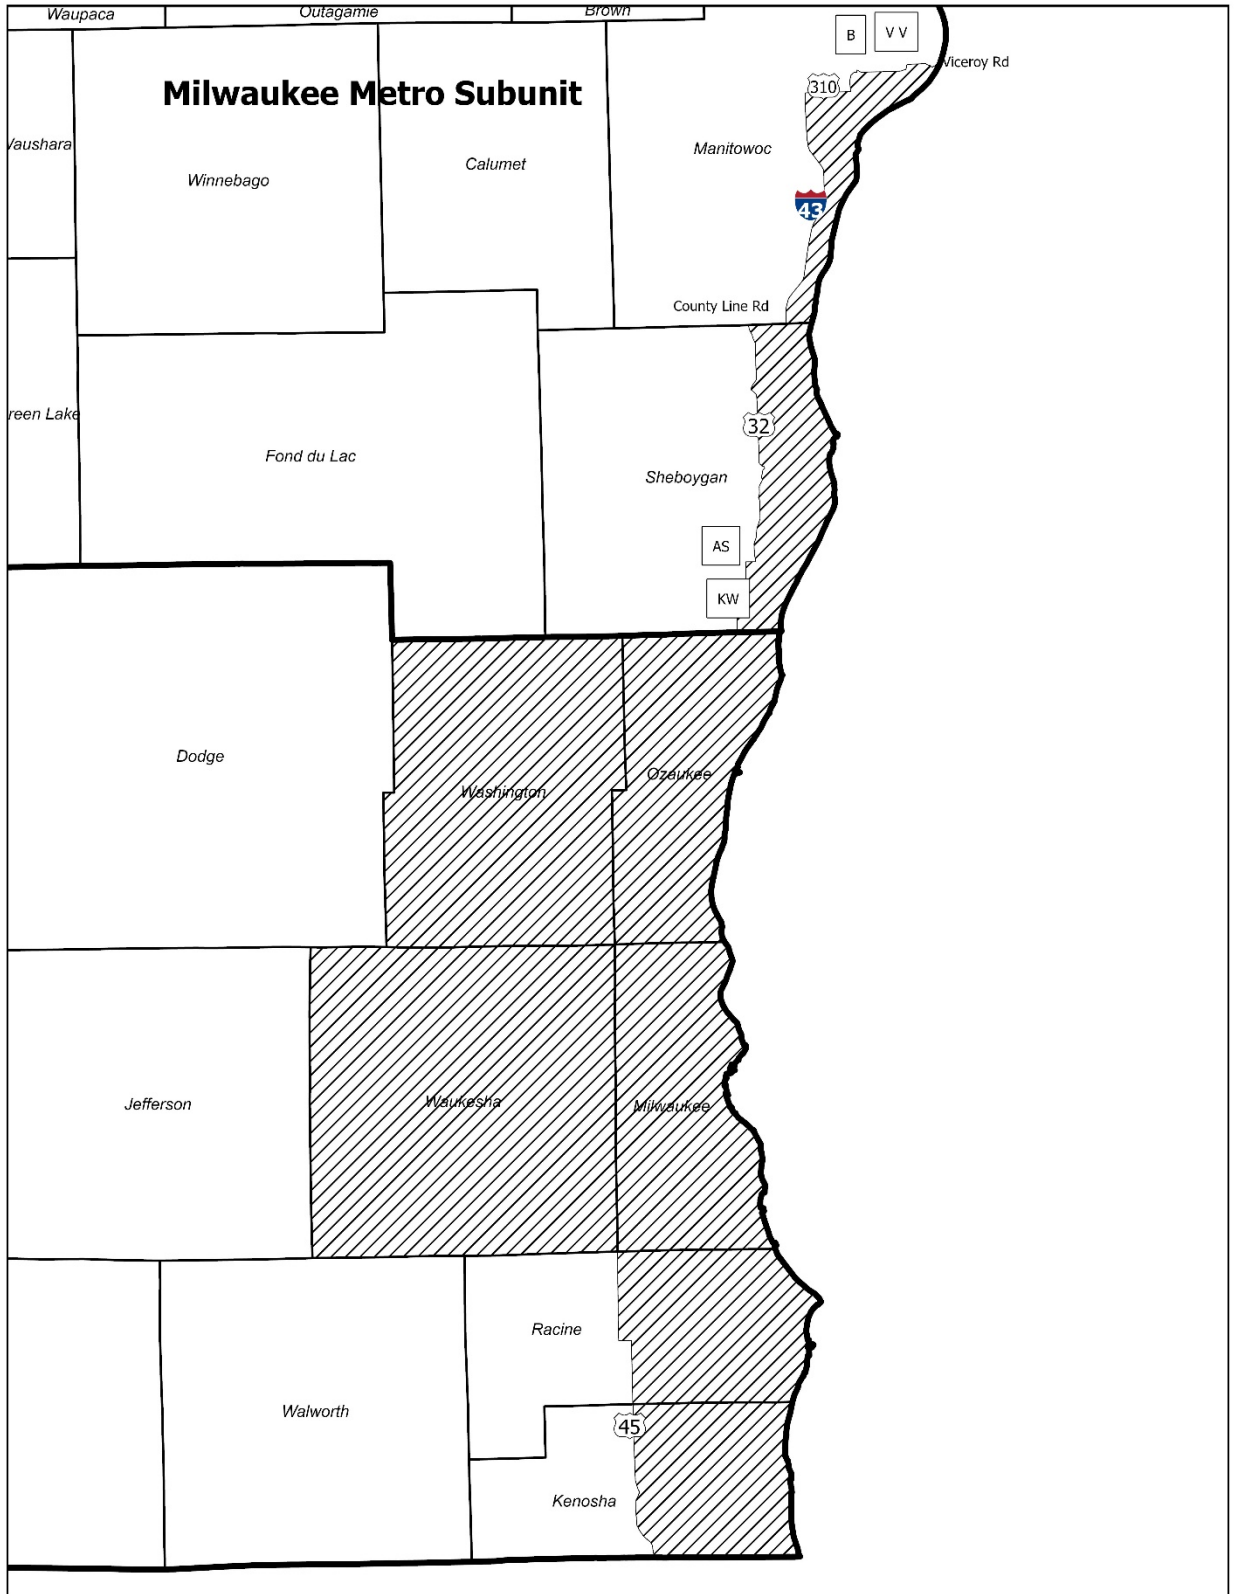 Waupaca
Outagamie
Brown
B
V V
Viceroy Rd
310
Milwaukee Metro Subunit
Manitowoc
Calumet
Winnebago
43
County Line Rd
32
Fond du Lac
Sheboygan
AS
KW
Dodge
Washington
Ozaukee
Jefferson
Waukesha
Milwaukee
Racine
Walworth
45
Kenosha